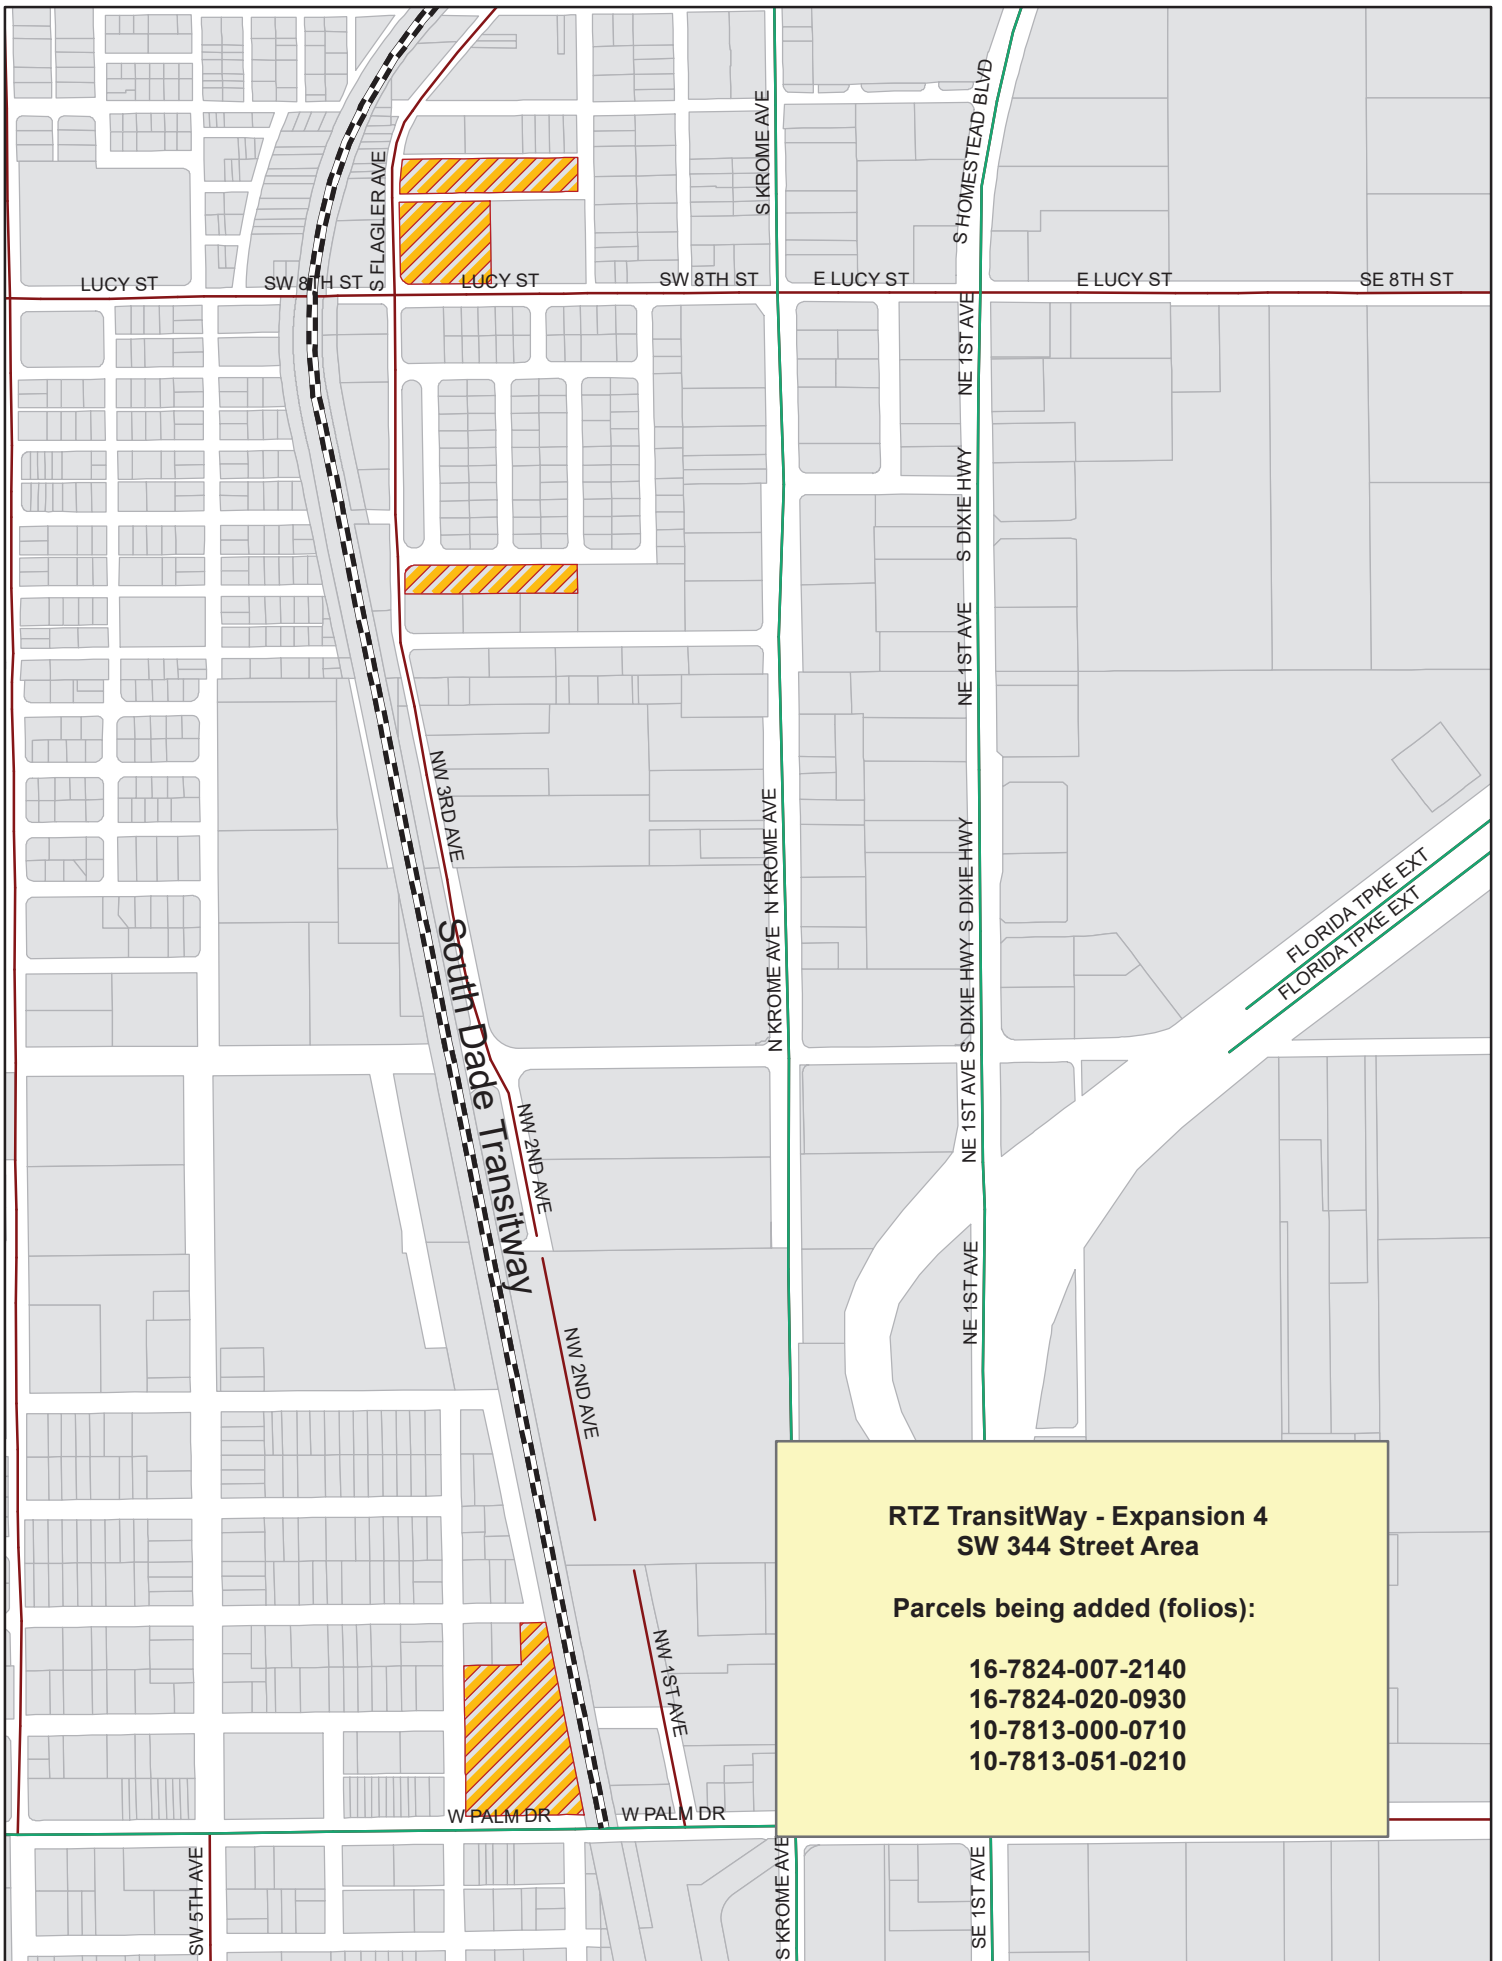 S KROME AVE
S HOMESTEAD BLVD
S FLAGLER AVE
LUCY ST
SW 8TH ST
LUCY ST
SW 8TH ST
E LUCY ST
E LUCY ST
SE 8TH ST
NE 1ST AVE
S DIXIE HWY
NE 1ST AVE
NW 3RD AVE
N KROME AVE
N KROME AVE
S DIXIE HWY
S DIXIE HWY
NE 1ST AVE
FLORIDA TPKE EXT
FLORIDA TPKE EXT
South Dade Transitway
NW 2ND AVE
NE 1ST AVE
NW 2ND AVE
NW 1ST AVE
RTZ TransitWay - Expansion 4
SW 344 Street Area
Parcels being added (folios):
16-7824-007-2140
16-7824-020-0930
10-7813-000-0710
10-7813-051-0210
W PALM DR
W PALM DR
SW 5TH AVE
S KROME AVE
SE 1ST AVE